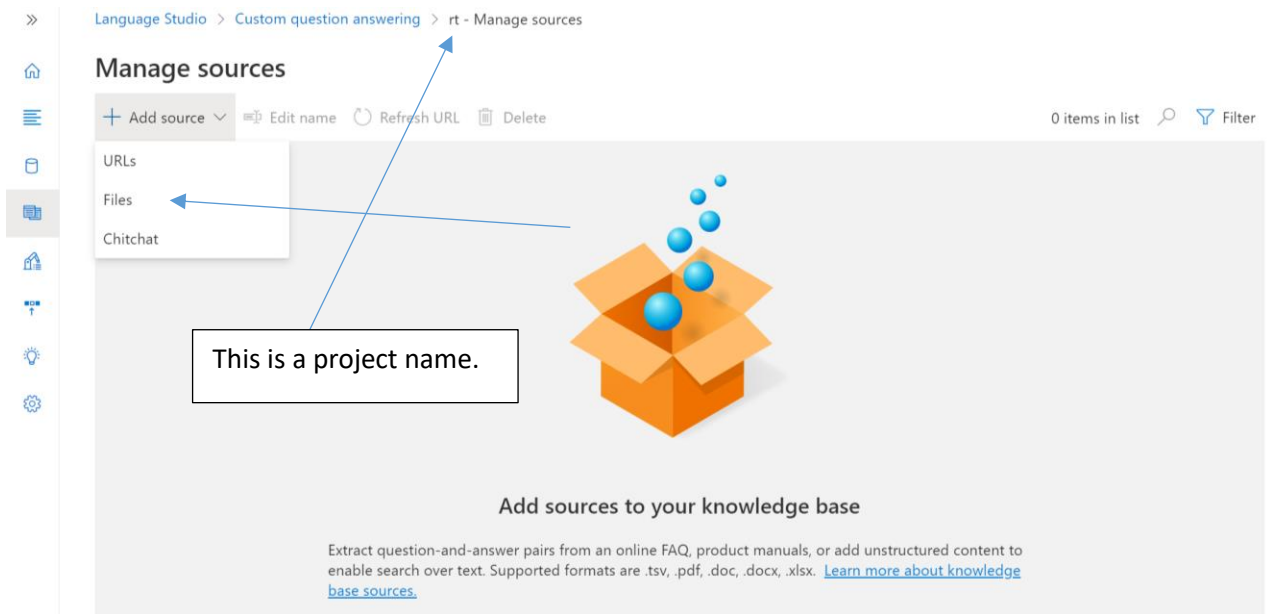 Language Studio > Custom question answering > rt - Manage sources
Manage sources
Add source Edit name Refresh URL Delete 0 items in list Filter
URLs
Files
Chitchat
This is a project name.
Add sources to your knowledge base
Extract question-and-answer pairs from an online FAQ, product manuals, or add unstructured content to
enable search over text. Supported formats are .tsv, .pdf, .doc, .docx, .xlsx. Learn more about knowledge
base sources.